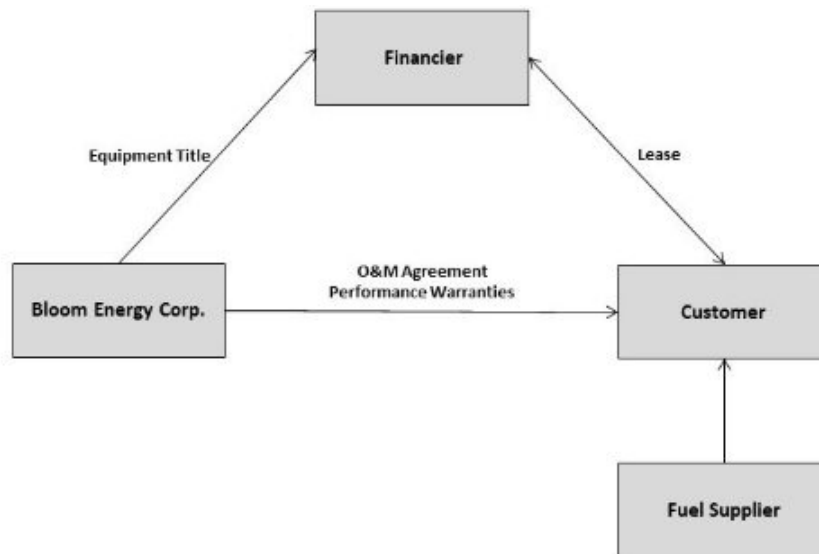 Financier
Equipment Title
Lease
O&M Agreement
Performance Warranties
Bloom Energy Corp.
Customer
Fuel Supplier